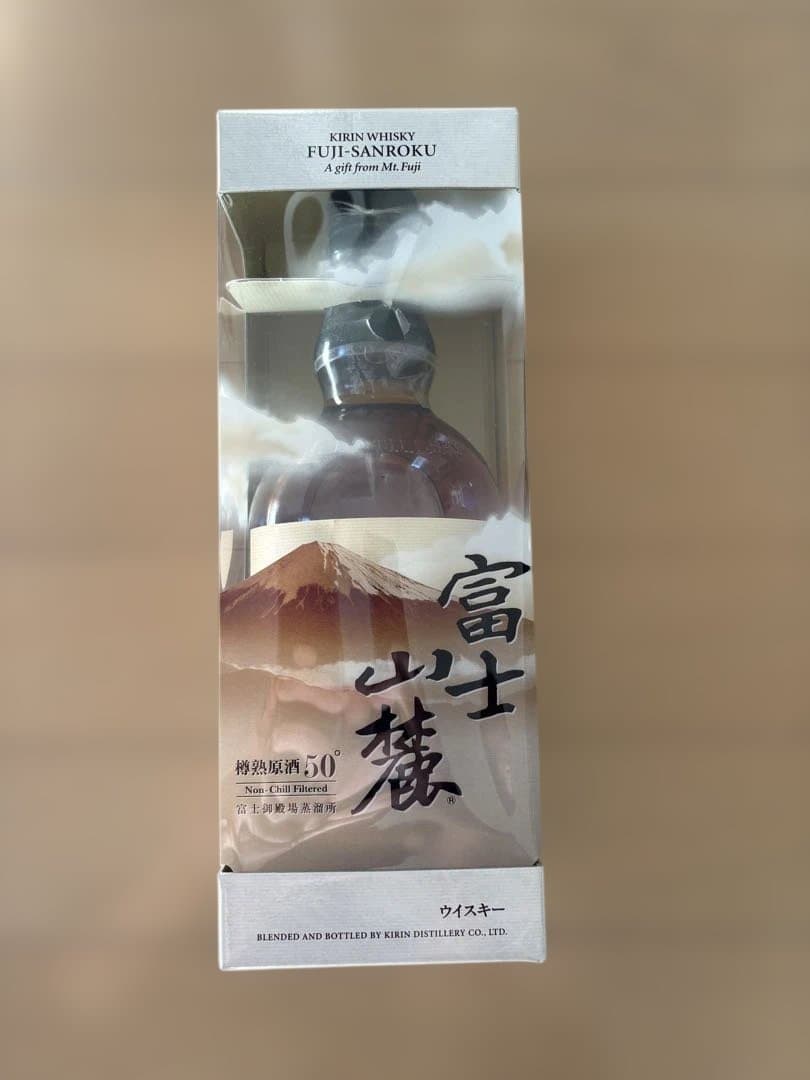 KIRIN WHISKY
FUJI-SANROKU
A gift from Mt. Fuji
富士
山麓®
樽熟原酒 50°
Non-Chill Filtered
富士御殿場蒸溜所
ウイスキー
BLENDED AND BOTTLED BY KIRIN DISTILLERY CO., LTD.